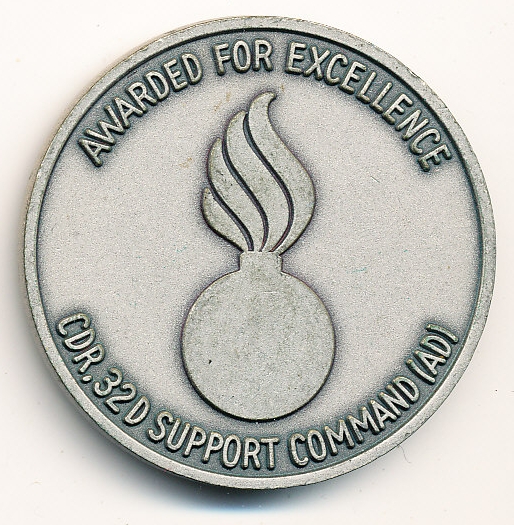 AWARDED FOR EXCELLENCE
CDR. 32D SUPPORT COMMAND (AD)